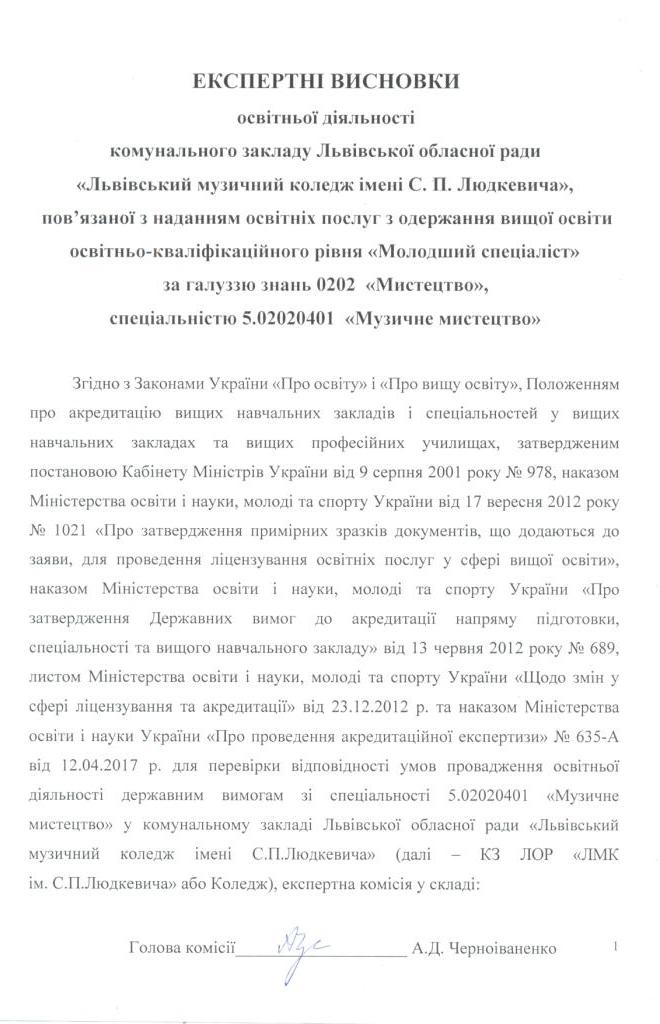 ЕКСПЕРТНІ ВИСНОВКИ
освітньої діяльності
комунального закладу Львівської обласної ради
«Львівський музичний коледж імені С. П. Людкевича»,
пов’язаної з наданням освітніх послуг з одержання вищої освіти
освітньо-кваліфікаційного рівня «Молодший спеціаліст»
за галуззю знань 0202 «Мистецтво»,
спеціальністю 5.02020401 «Музичне мистецтво»
Згідно з Законами України «Про освіту» і «Про вищу освіту», Положенням
про акредитацію вищих навчальних закладів і спеціальностей у вищих
навчальних закладах та вищих професійних училищах, затвердженим
постановою Кабінету Міністрів України від 9 серпня 2001 року № 978, наказом
Міністерства освіти і науки, молоді та спорту України від 17 вересня 2012 року
№ 1021 «Про затвердження примірних зразків документів, що додаються до
заяви, для проведення ліцензування освітніх послуг у сфері вищої освіти»,
наказом Міністерства освіти і науки, молоді та спорту України «Про
затвердження Державних вимог до акредитації напряму підготовки,
спеціальності та вищого навчального закладу» від 13 червня 2012 року № 689,
листом Міністерства освіти і науки, молоді та спорту України «Щодо змін у
сфері ліцензування та акредитації» від 23.12.2012 р. та наказом Міністерства
освіти і науки України «Про проведення акредитаційної експертизи» № 635-А
від 12.04.2017 р. для перевірки відповідності умов провадження освітньої
діяльності державним вимогам зі спеціальності 5.02020401 «Музичне
мистецтво» у комунальному закладі Львівської обласної ради «Львівський
музичний коледж імені С.П.Людкевича» (далі – КЗ ЛОР «ЛМК
ім. С.П.Людкевича» або Коледж), експертна комісія у складі:
Голова комісії____________________ А.Д. Черноіваненко 1